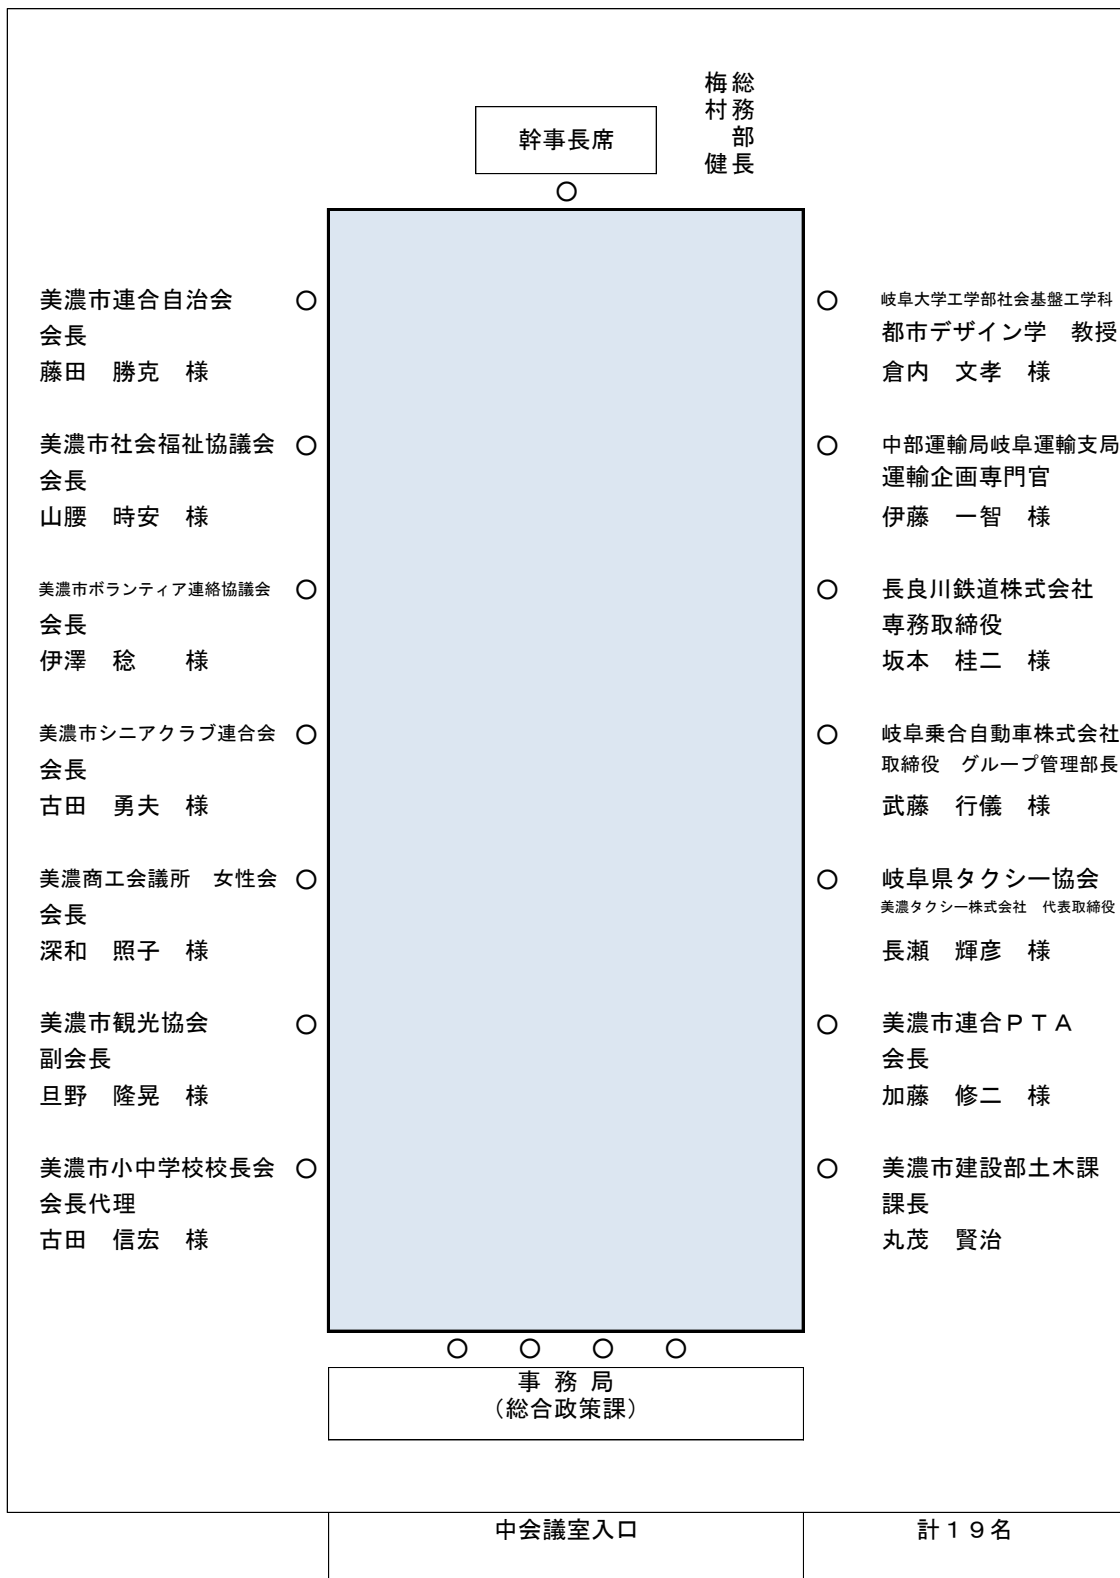 幹事長席
総務部長
梅村　健
美濃市連合自治会
会長
藤田　勝克　様
美濃市社会福祉協議会
会長
山腰　時安　様
美濃市ボランティア連絡協議会
会長
伊澤　稔　　様
美濃市シニアクラブ連合会
会長
古田　勇夫　様
美濃商工会議所　女性会
会長
深和　照子　様
美濃市観光協会
副会長
旦野　隆晃　様
美濃市小中学校校長会
会長代理
古田　信宏　様
岐阜大学工学部社会基盤工学科
都市デザイン学　教授
倉内　文孝　様
中部運輸局岐阜運輸支局
運輸企画専門官
伊藤　一智　様
長良川鉄道株式会社
専務取締役
坂本　桂二　様
岐阜乗合自動車株式会社
取締役　グループ管理部長
武藤　行儀　様
岐阜県タクシー協会
美濃タクシー株式会社　代表取締役
長瀬　輝彦　様
美濃市連合ＰＴＡ
会長
加藤　修二　様
美濃市建設部土木課
課長
丸茂　賢治
事 務 局
（総合政策課）
中会議室入口
計１９名